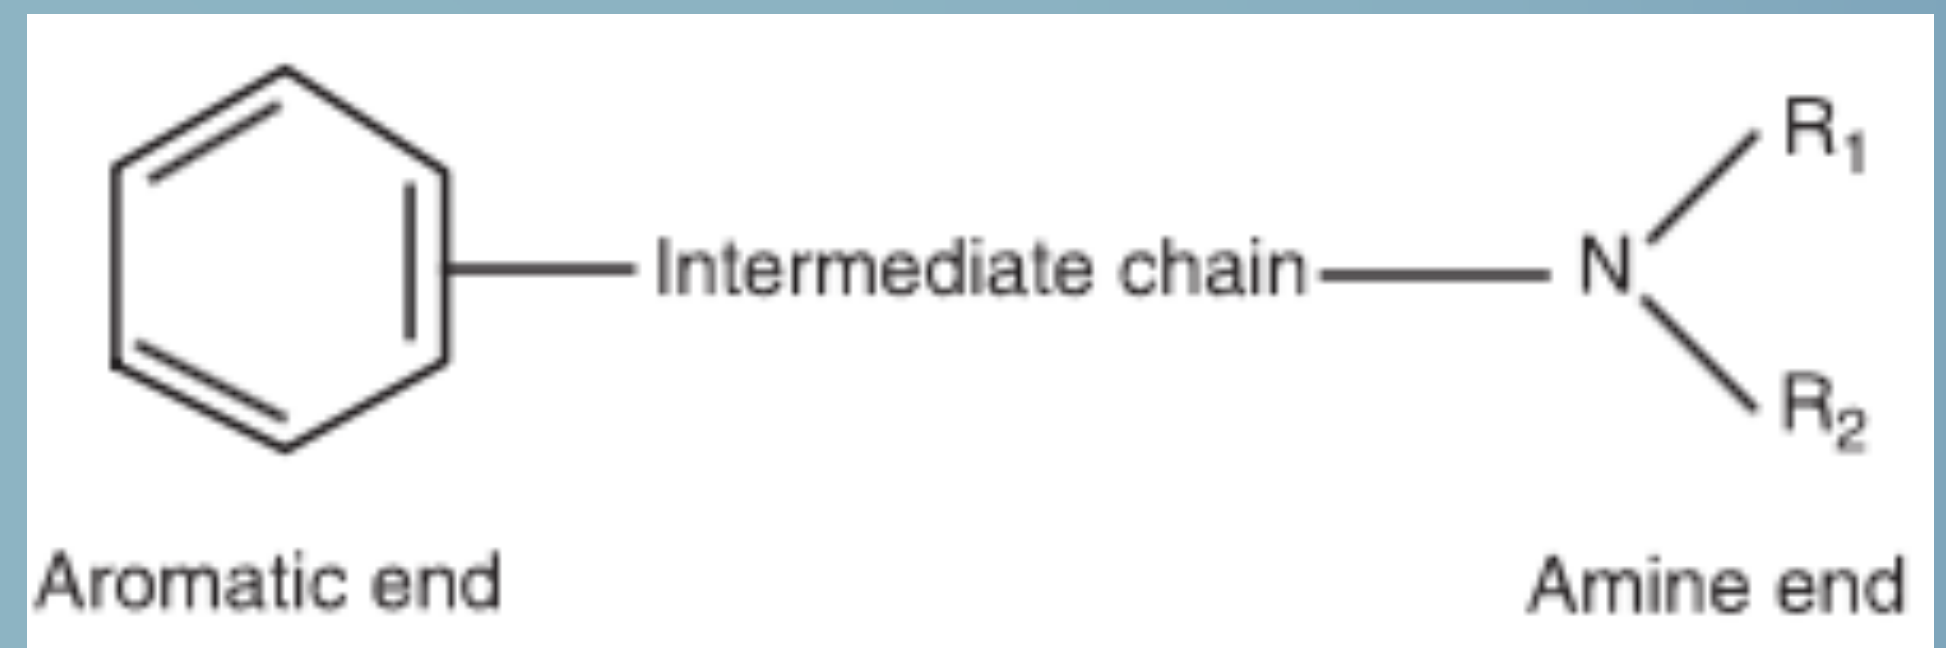 R1
Intermediate chain
N
R2
Aromatic end
Amine end